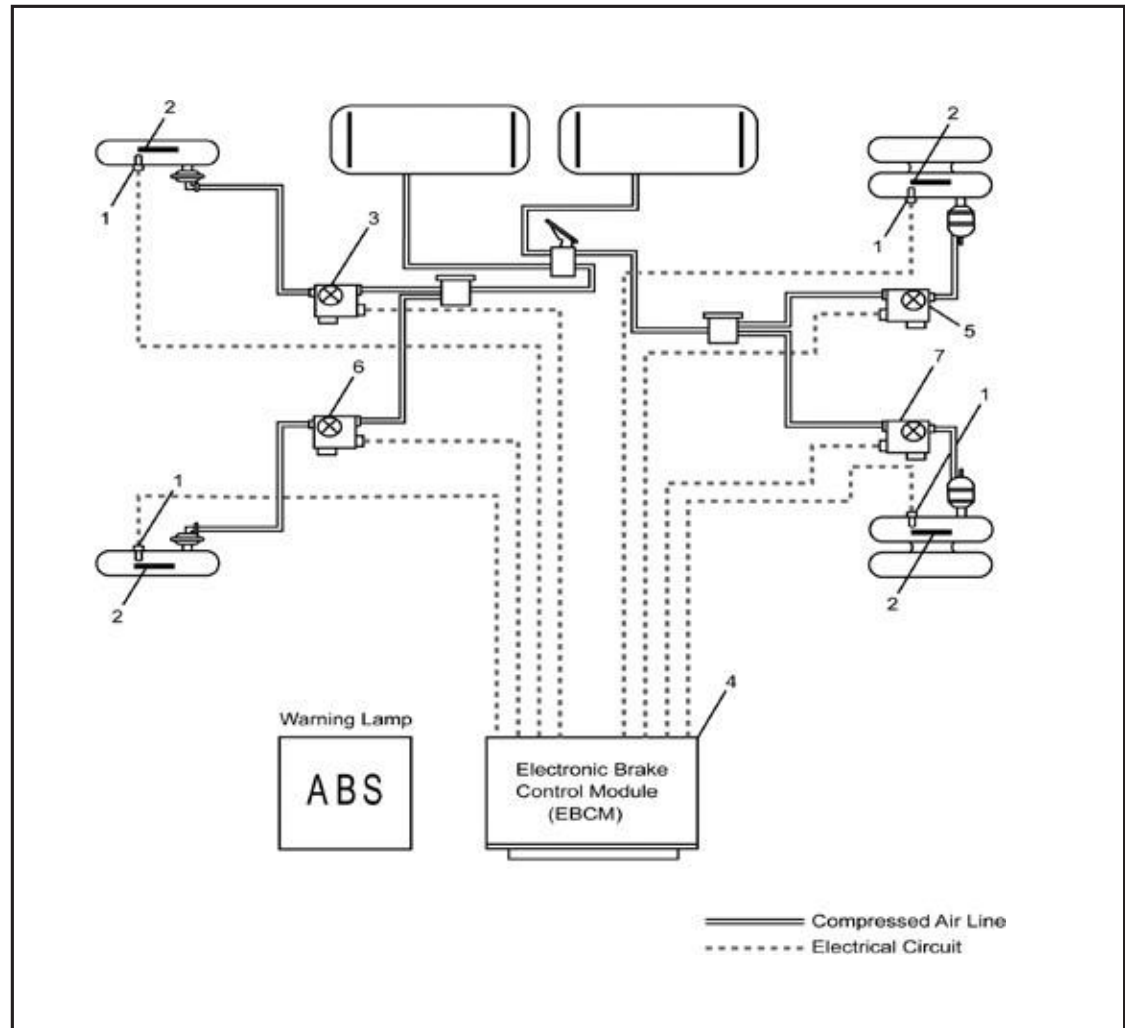 2
2
1
3
1
5
6
7
1
1
2
2
4
Warning Lamp
ABS
Electronic Brake
Control Module
(EBCM)
Compressed Air Line
Electrical Circuit